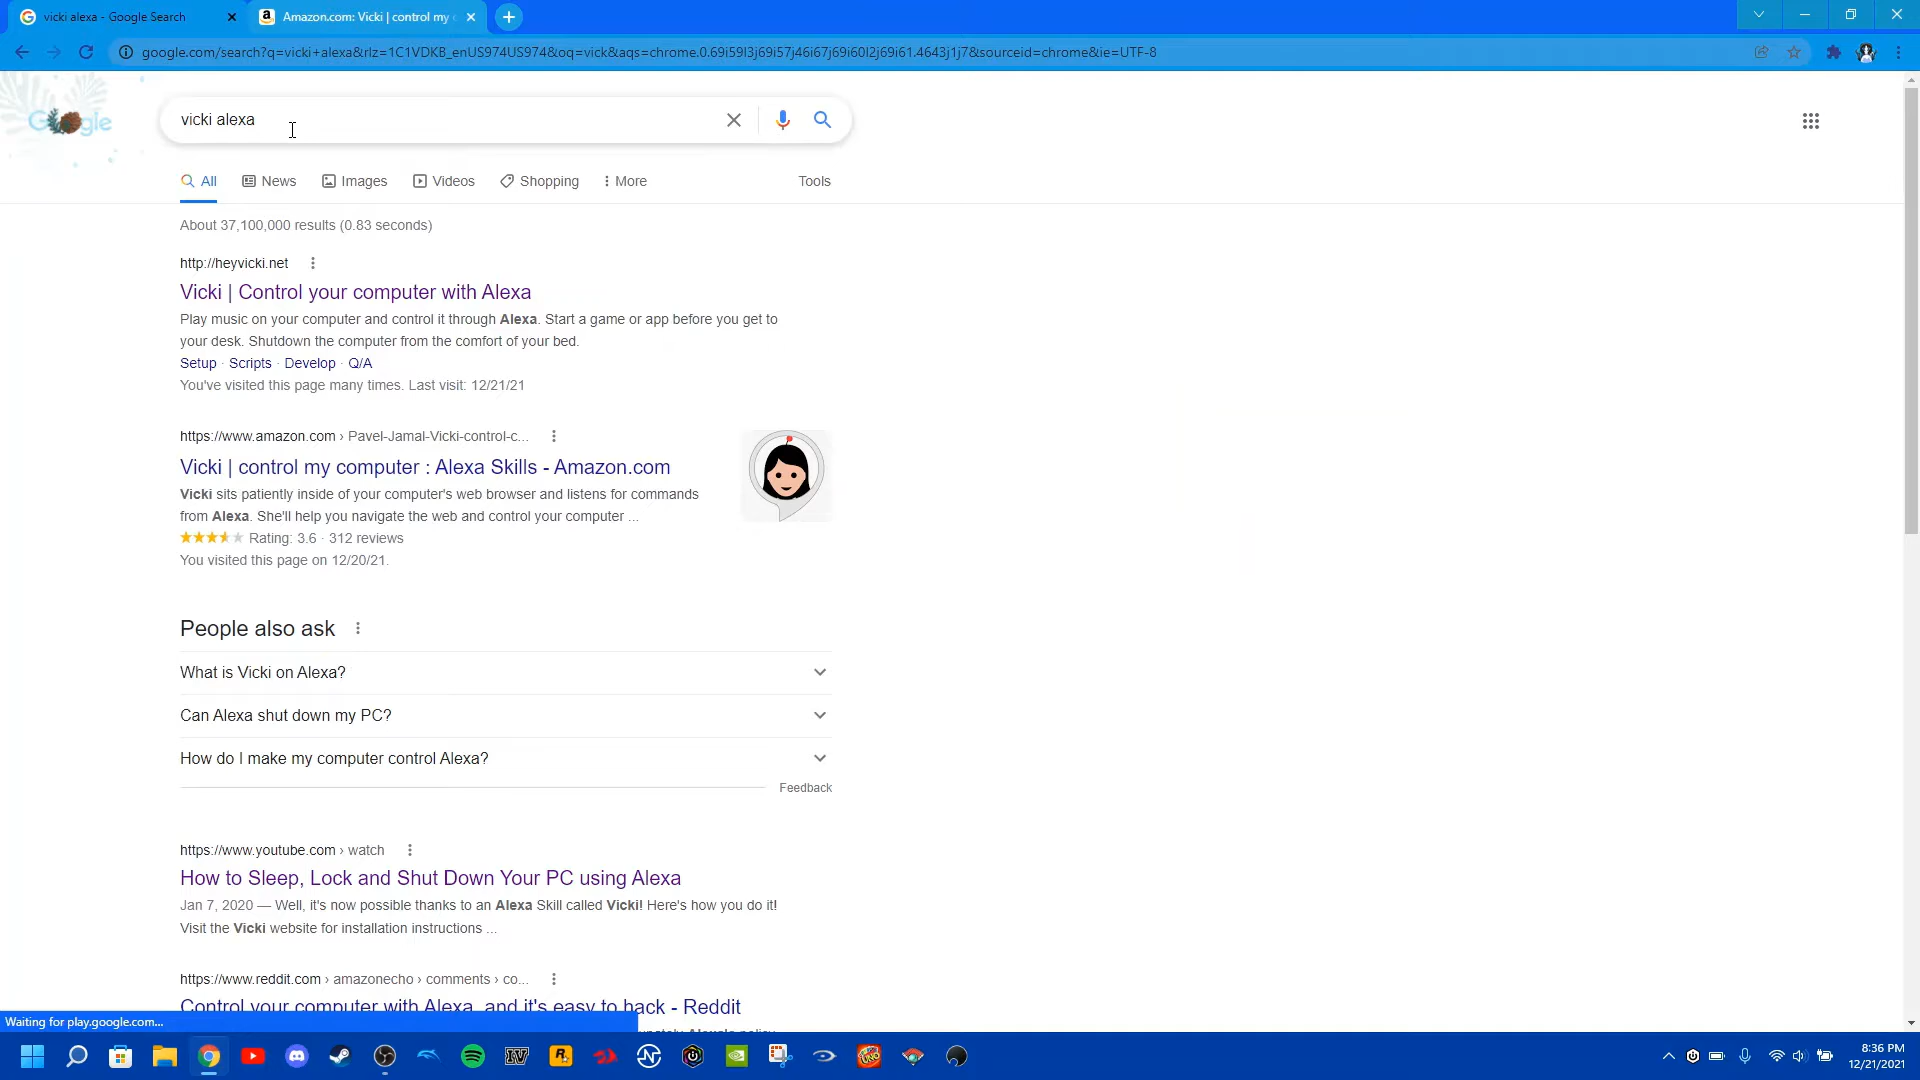 vicki alexa - Google Search
Amazon.com: Vicki | control my c
google.com/search?q=vicki+alexa&rlz=1C1VDKB_enUS974US974&oq=vick&aqs=chrome.0.69i59l3j69i57j46i67j69i60l2j69i61.4643j1j7&sourceid=chrome&ie=UTF-8
Google
vicki alexa
All
News
Images
Videos
Shopping
More
Tools
About 37,100,000 results (0.83 seconds)
http://heyvicki.net
Vicki | Control your computer with Alexa
Play music on your computer and control it through Alexa. Start a game or app before you get to
your desk. Shutdown the computer from the comfort of your bed.
Setup · Scripts · Develop · Q/A
You've visited this page many times. Last visit: 12/21/21
https://www.amazon.com › Pavel-Jamal-Vicki-control-c...
Vicki | control my computer : Alexa Skills - Amazon.com
Vicki sits patiently inside of your computer's web browser and listens for commands
from Alexa. She'll help you navigate the web and control your computer ...
Rating: 3.6 · 312 reviews
You visited this page on 12/20/21.
People also ask
What is Vicki on Alexa?
Can Alexa shut down my PC?
How do I make my computer control Alexa?
Feedback
https://www.youtube.com › watch
How to Sleep, Lock and Shut Down Your PC using Alexa
Jan 7, 2020 — Well, it's now possible thanks to an Alexa Skill called Vicki! Here's how you do it!
Visit the Vicki website for installation instructions ...
https://www.reddit.com › amazonecho › comments › co...
Control your computer with Alexa, and it's easy to hack - Reddit
Waiting for play.google.com...
IV
R
UNO
8:36 PM
12/21/2021